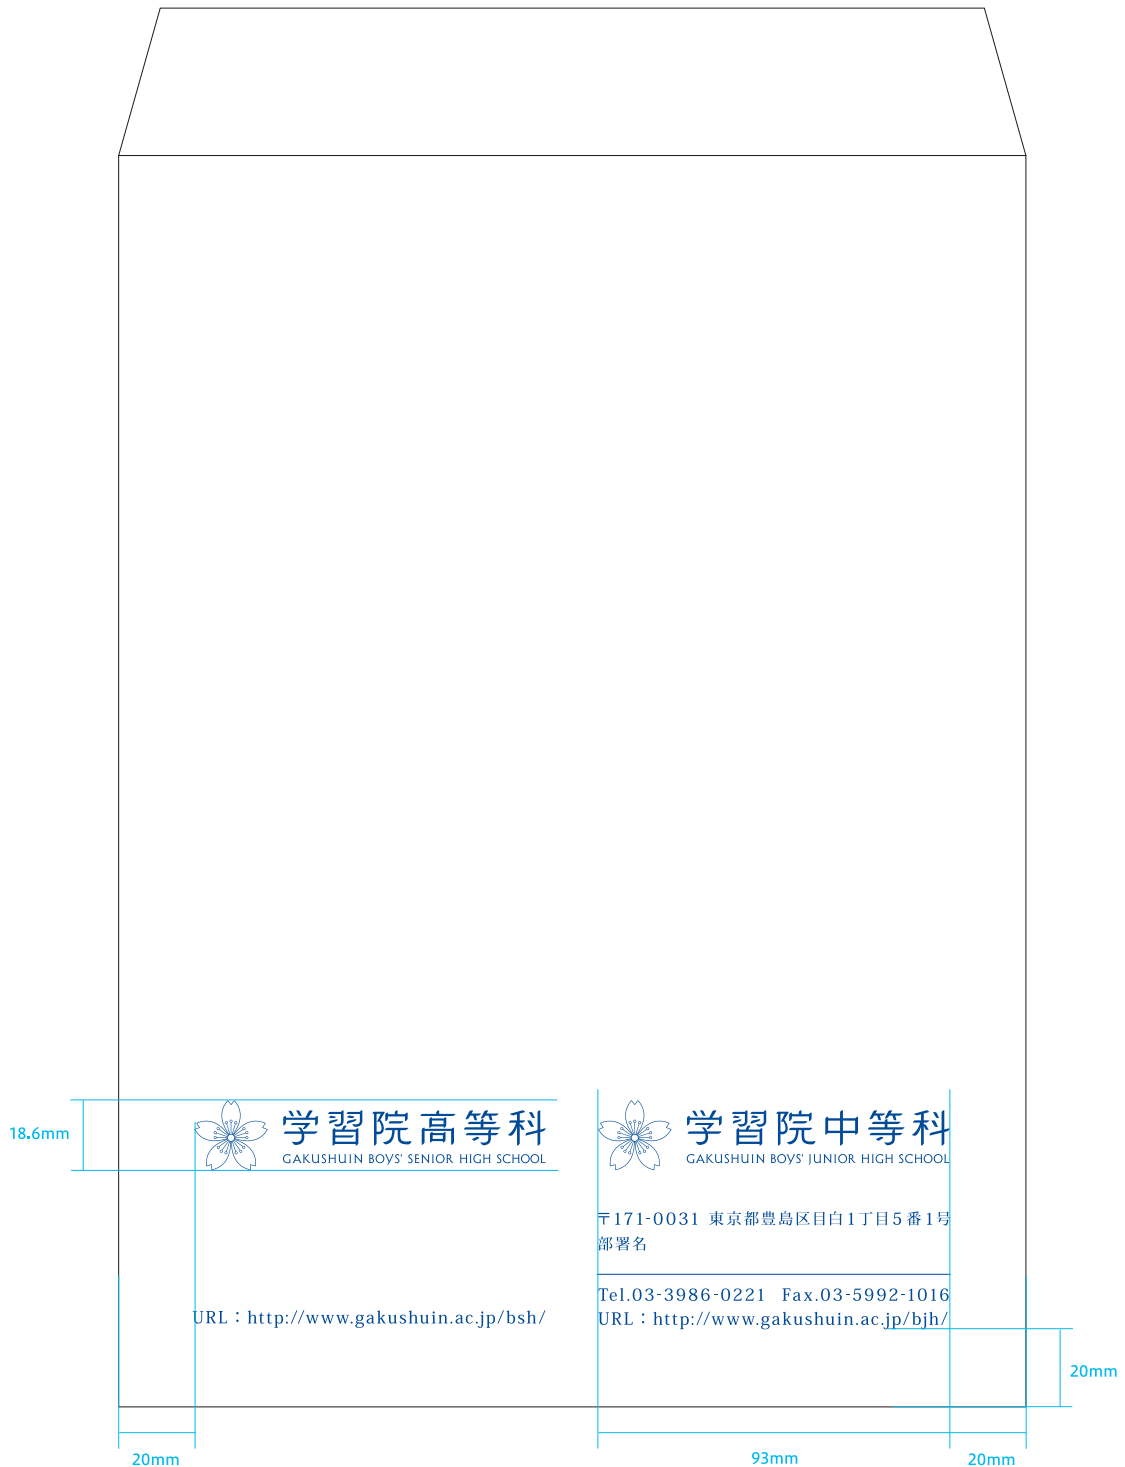 18.6mm
学習院高等科
GAKUSHUIN BOYS' SENIOR HIGH SCHOOL
学習院中等科
GAKUSHUIN BOYS' JUNIOR HIGH SCHOOL
〒171-0031 東京都豊島区目白1丁目5番1号
部署名
Tel.03-3986-0221 Fax.03-5992-1016
URL：http://www.gakushuin.ac.jp/bsh/
URL：http://www.gakushuin.ac.jp/bjh/
20mm
20mm
93mm
20mm